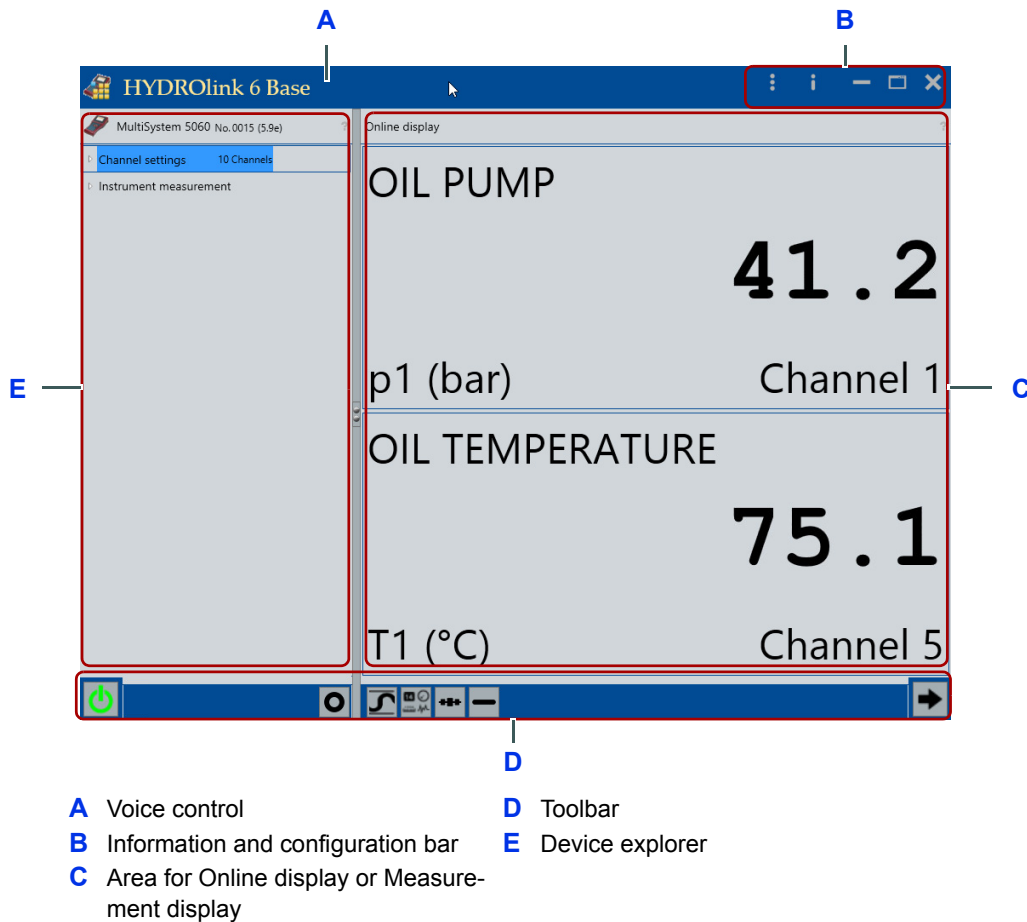 A
B
HYDROlink 6 Base
MultiSystem 5060 No.0015 (5.9e) ?
Channel settings 10 Channels
Instrument measurement
Online display ?
OIL PUMP
41.2
p1 (bar) Channel 1
OIL TEMPERATURE
75.1
T1 (°C) Channel 5
E
C
D
A Voice control
B Information and configuration bar
C Area for Online display or Measure-
ment display
D Toolbar
E Device explorer